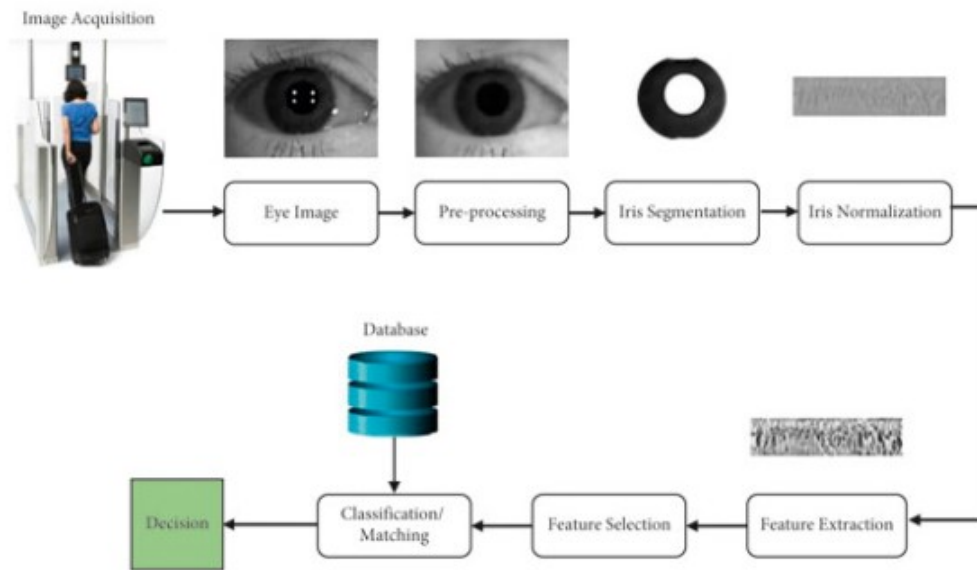 Image Acquisition
Eye Image
Pre-processing
Iris Segmentation
Iris Normalization
Database
Decision
Classification/
Matching
Feature Selection
Feature Extraction